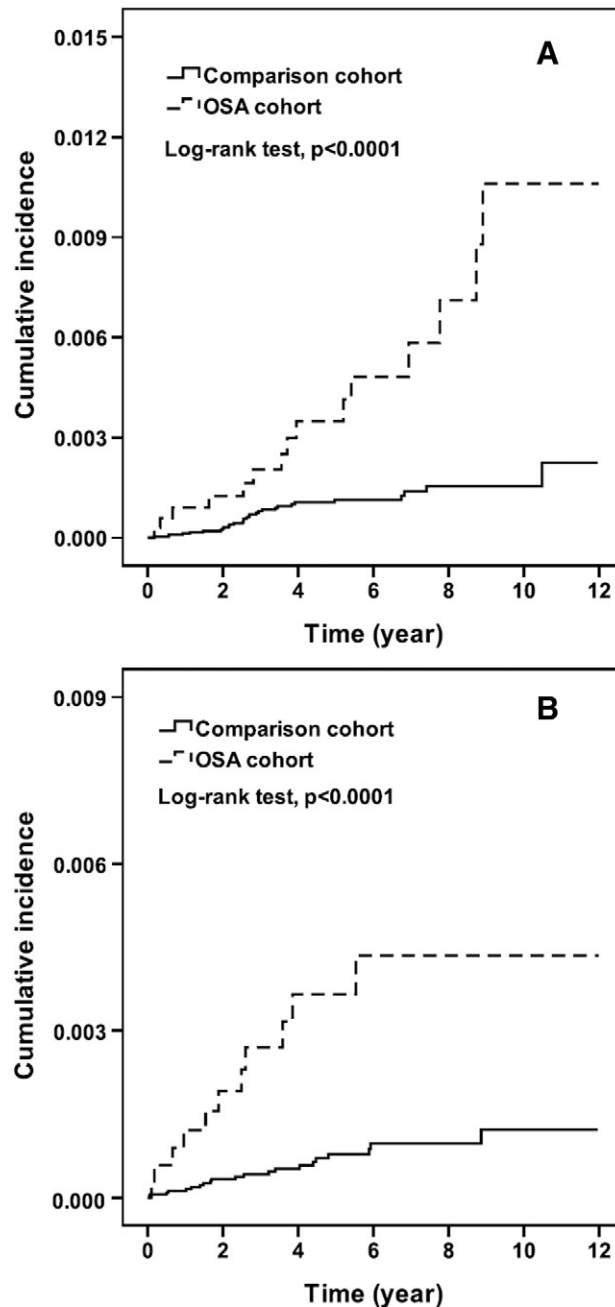 A
0.015
Comparison cohort
OSA cohort
Log-rank test, p<0.0001
0.012
0.009
0.006
0.003
0.000
Cumulative incidence
0 2 4 6 8 10 12
Time (year)
B
0.009
Comparison cohort
OSA cohort
Log-rank test, p<0.0001
0.006
0.003
0.000
Cumulative incidence
0 2 4 6 8 10 12
Time (year)